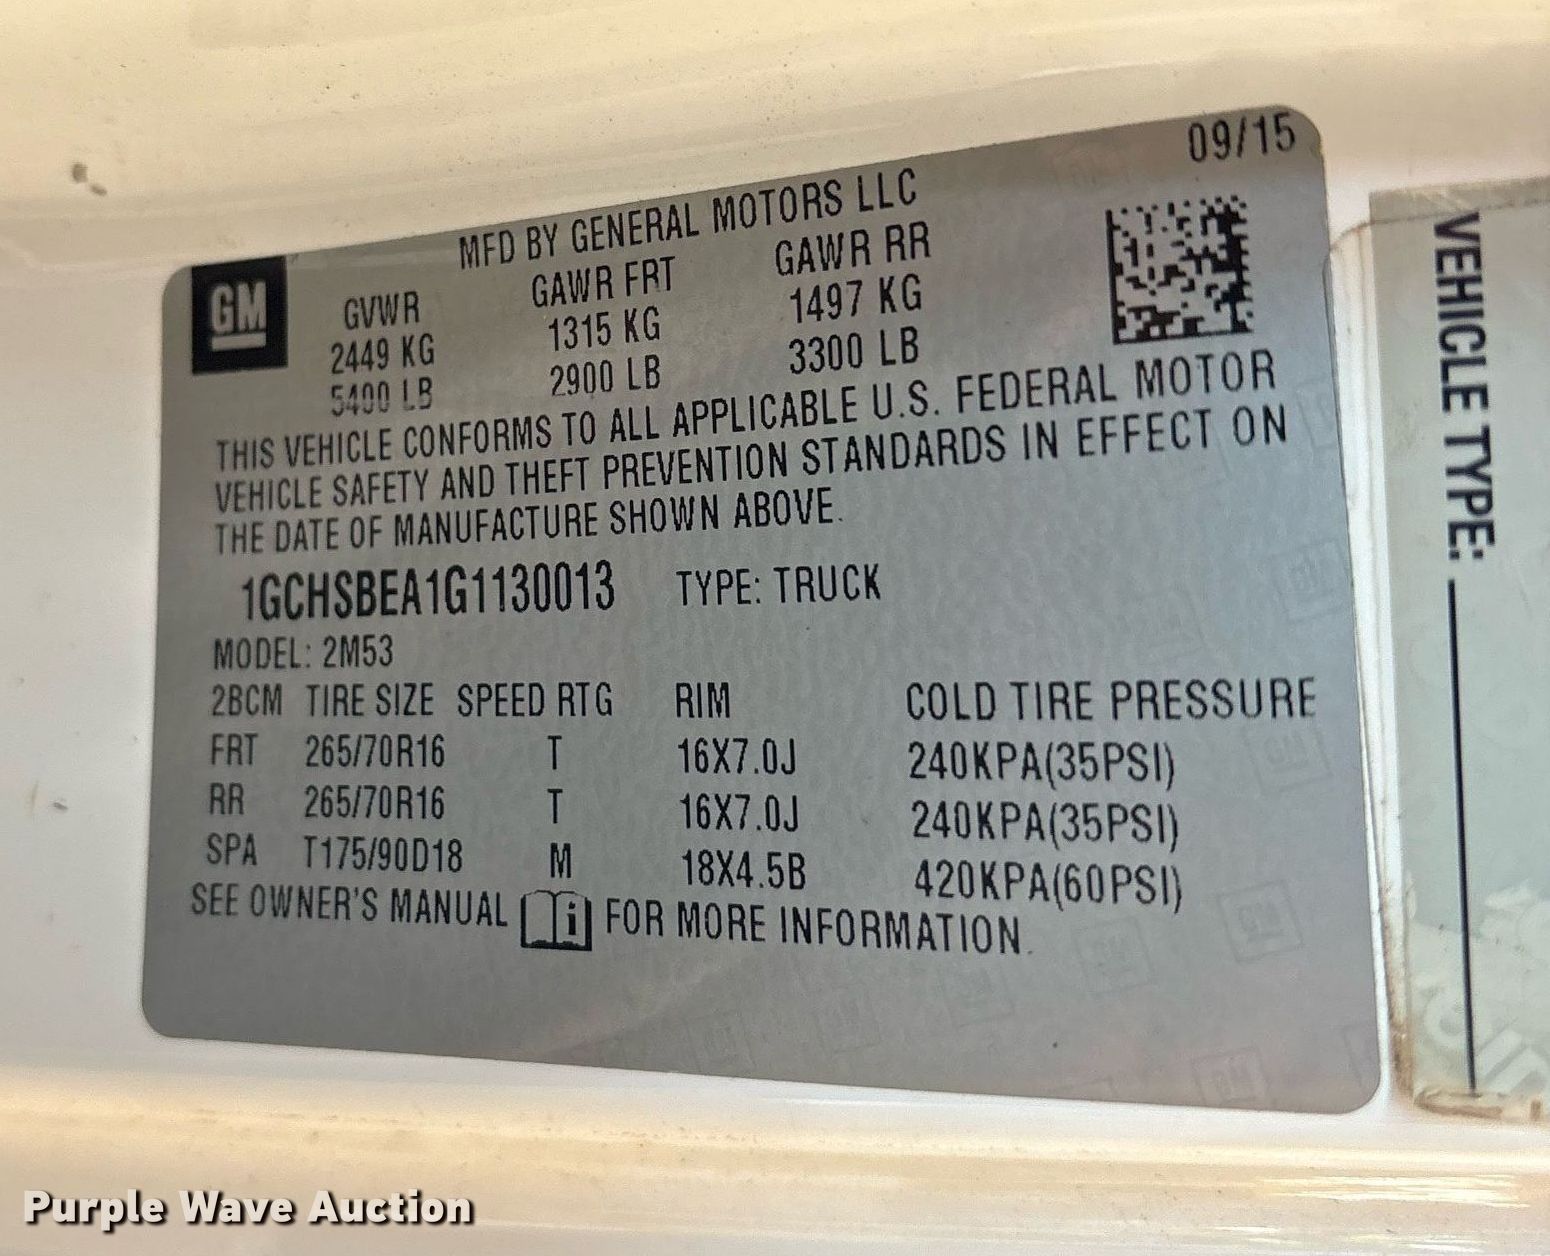 09/15
MFD BY GENERAL MOTORS LLC
GM
GVWR GAWR FRT GAWR RR
2449 KG 1315 KG 1497 KG
5400 LB 2900 LB 3300 LB
THIS VEHICLE CONFORMS TO ALL APPLICABLE U.S. FEDERAL MOTOR
VEHICLE SAFETY AND THEFT PREVENTION STANDARDS IN EFFECT ON
THE DATE OF MANUFACTURE SHOWN ABOVE.
1GCHSBEA1G1130013 TYPE: TRUCK
MODEL: 2M53
2BCM TIRE SIZE SPEED RTG RIM COLD TIRE PRESSURE
FRT 265/70R16 T 16X7.0J 240KPA(35PSI)
RR 265/70R16 T 16X7.0J 240KPA(35PSI)
SPA T175/90D18 M 18X4.5B 420KPA(60PSI)
SEE OWNER'S MANUAL i FOR MORE INFORMATION.
VEHICLE TYPE:
Purple Wave Auction